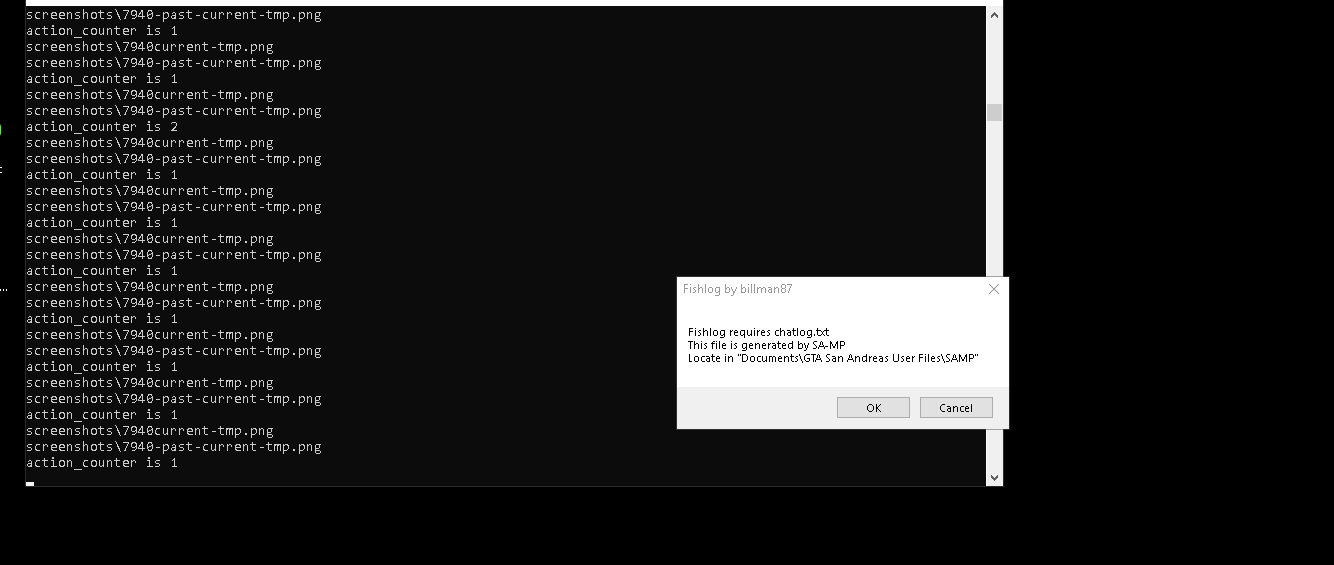 screenshots\7940-past-current-tmp.png
action_counter is 1
screenshots\7940current-tmp.png
screenshots\7940-past-current-tmp.png
action_counter is 1
screenshots\7940current-tmp.png
screenshots\7940-past-current-tmp.png
action_counter is 2
screenshots\7940current-tmp.png
screenshots\7940-past-current-tmp.png
action_counter is 1
screenshots\7940current-tmp.png
screenshots\7940-past-current-tmp.png
action_counter is 1
screenshots\7940current-tmp.png
screenshots\7940-past-current-tmp.png
action_counter is 1
screenshots\7940current-tmp.png
screenshots\7940-past-current-tmp.png
action_counter is 1
screenshots\7940current-tmp.png
screenshots\7940-past-current-tmp.png
action_counter is 1
screenshots\7940current-tmp.png
screenshots\7940-past-current-tmp.png
action_counter is 1
screenshots\7940current-tmp.png
screenshots\7940-past-current-tmp.png
action_counter is 1
Fishlog by billman87
Fishlog requires chatlog.txt
This file is generated by SA-MP
Locate in "Documents\GTA San Andreas User Files\SAMP"
OK Cancel